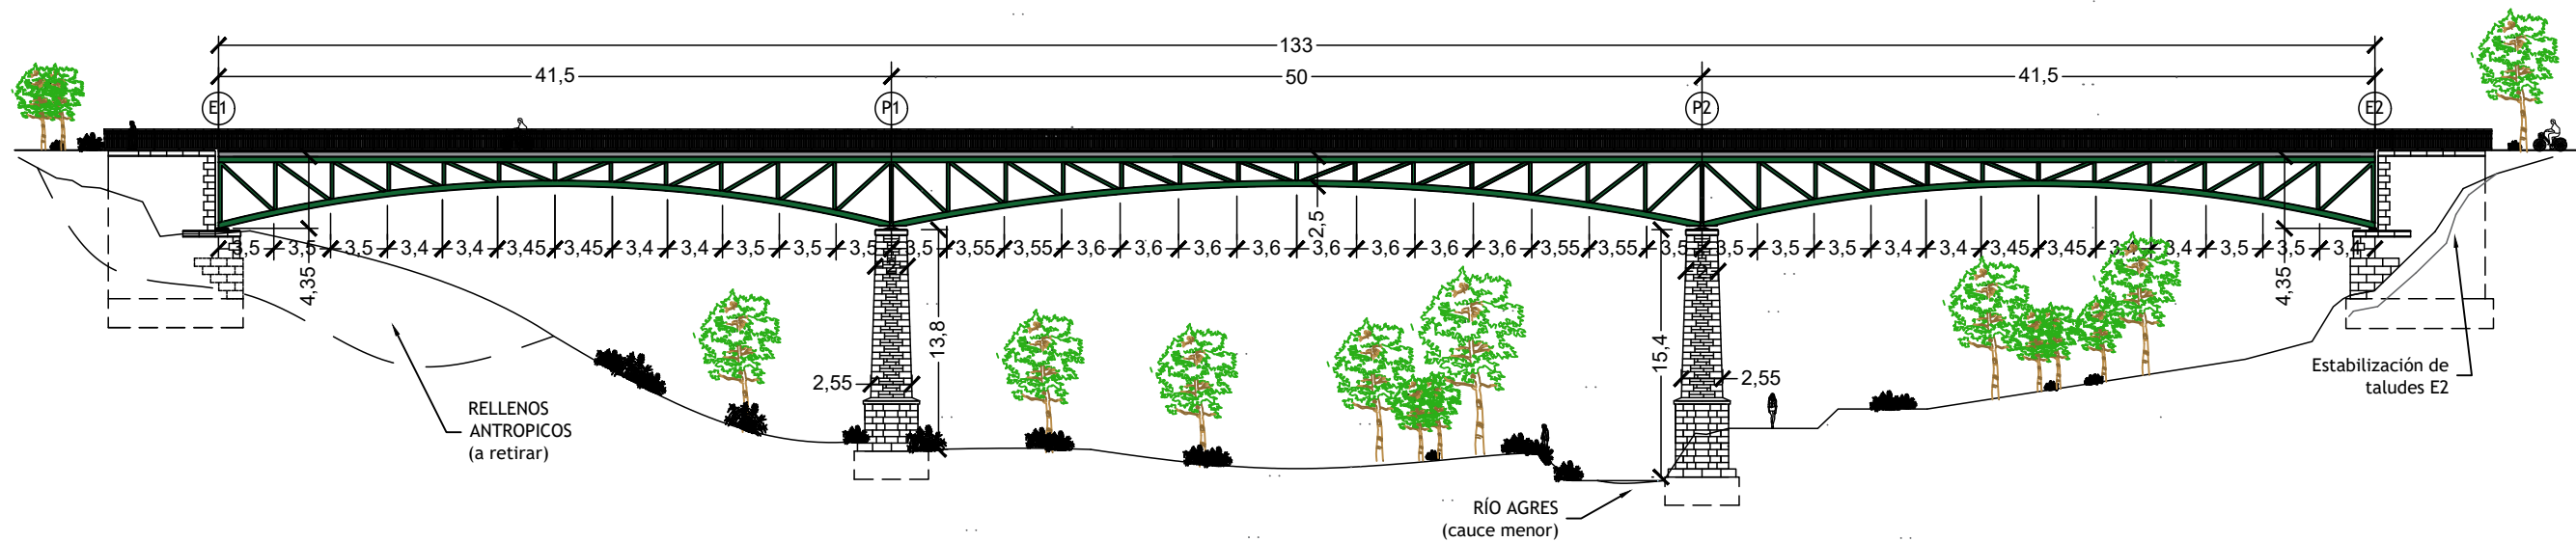 133
41,5 50 41,5
E1 P1 P2 E2
2,5
3,5 3,5 3,5 3,4 3,4 3,45 3,45 3,4 3,4 3,5 3,5 3,5 3,5 3,55 3,55 3,6 3,6 3,6 3,6 3,6 3,6 3,6 3,6 3,55 3,55 3,5 3,5 3,5 3,5 3,4 3,4 3,45 3,45 3,4 3,4 3,5 3,5 3,4
4,35
4,35
13,8
15,4
2,55
2,55
Estabilización de
taludes E2
RELLENOS
ANTROPICOS
(a retirar)
RÍO AGRES
(cauce menor)